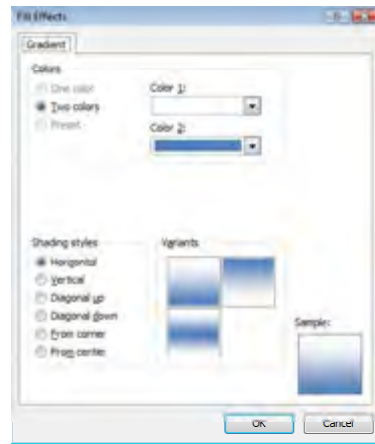 Fill Effects
Gradient
Colors
One color
Two colors
Preset
Color 1:
Color 2:
Shading styles
Horizontal
Vertical
Diagonal up
Diagonal down
From corner
From center
Variants
Sample:
OK
Cancel